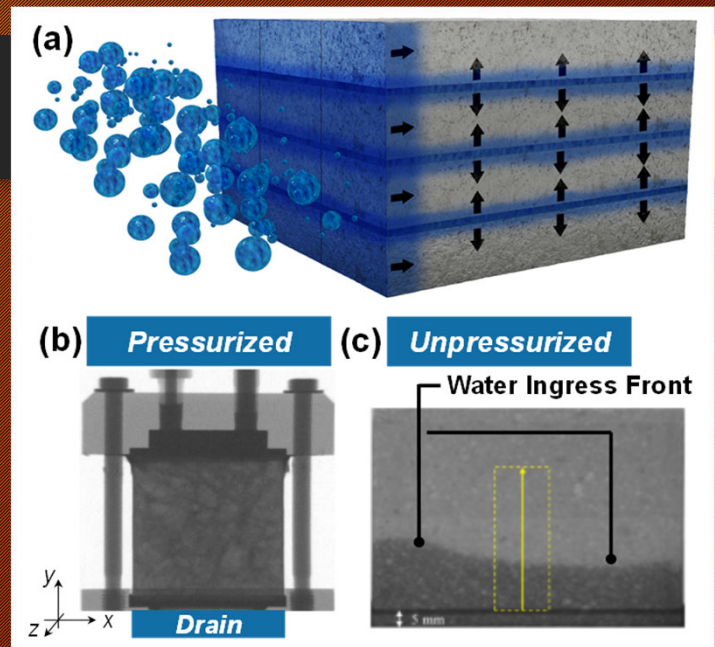 (a)
(b) Pressurized (c) Unpressurized
Water Ingress Front
y
x
z
Drain
5 mm